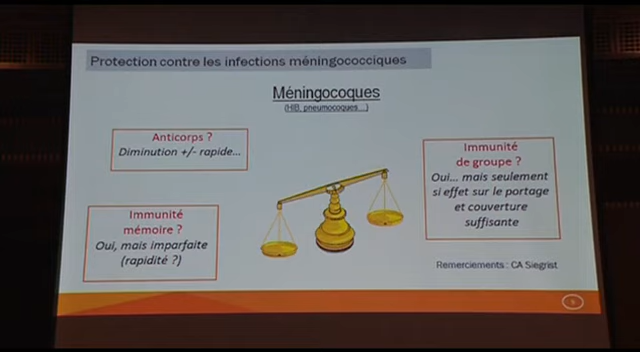 Protection contre les infections méningococciques
Méningocoques
(HIB, pneumocoques...)
Anticorps ?
Diminution +/- rapide...
Immunité
mémoire ?
Oui, mais imparfaite
(rapidité ?)
Immunité
de groupe ?
Oui... mais seulement
si effet sur le portage
et couverture
suffisante
Remerciements : CA Siegrist